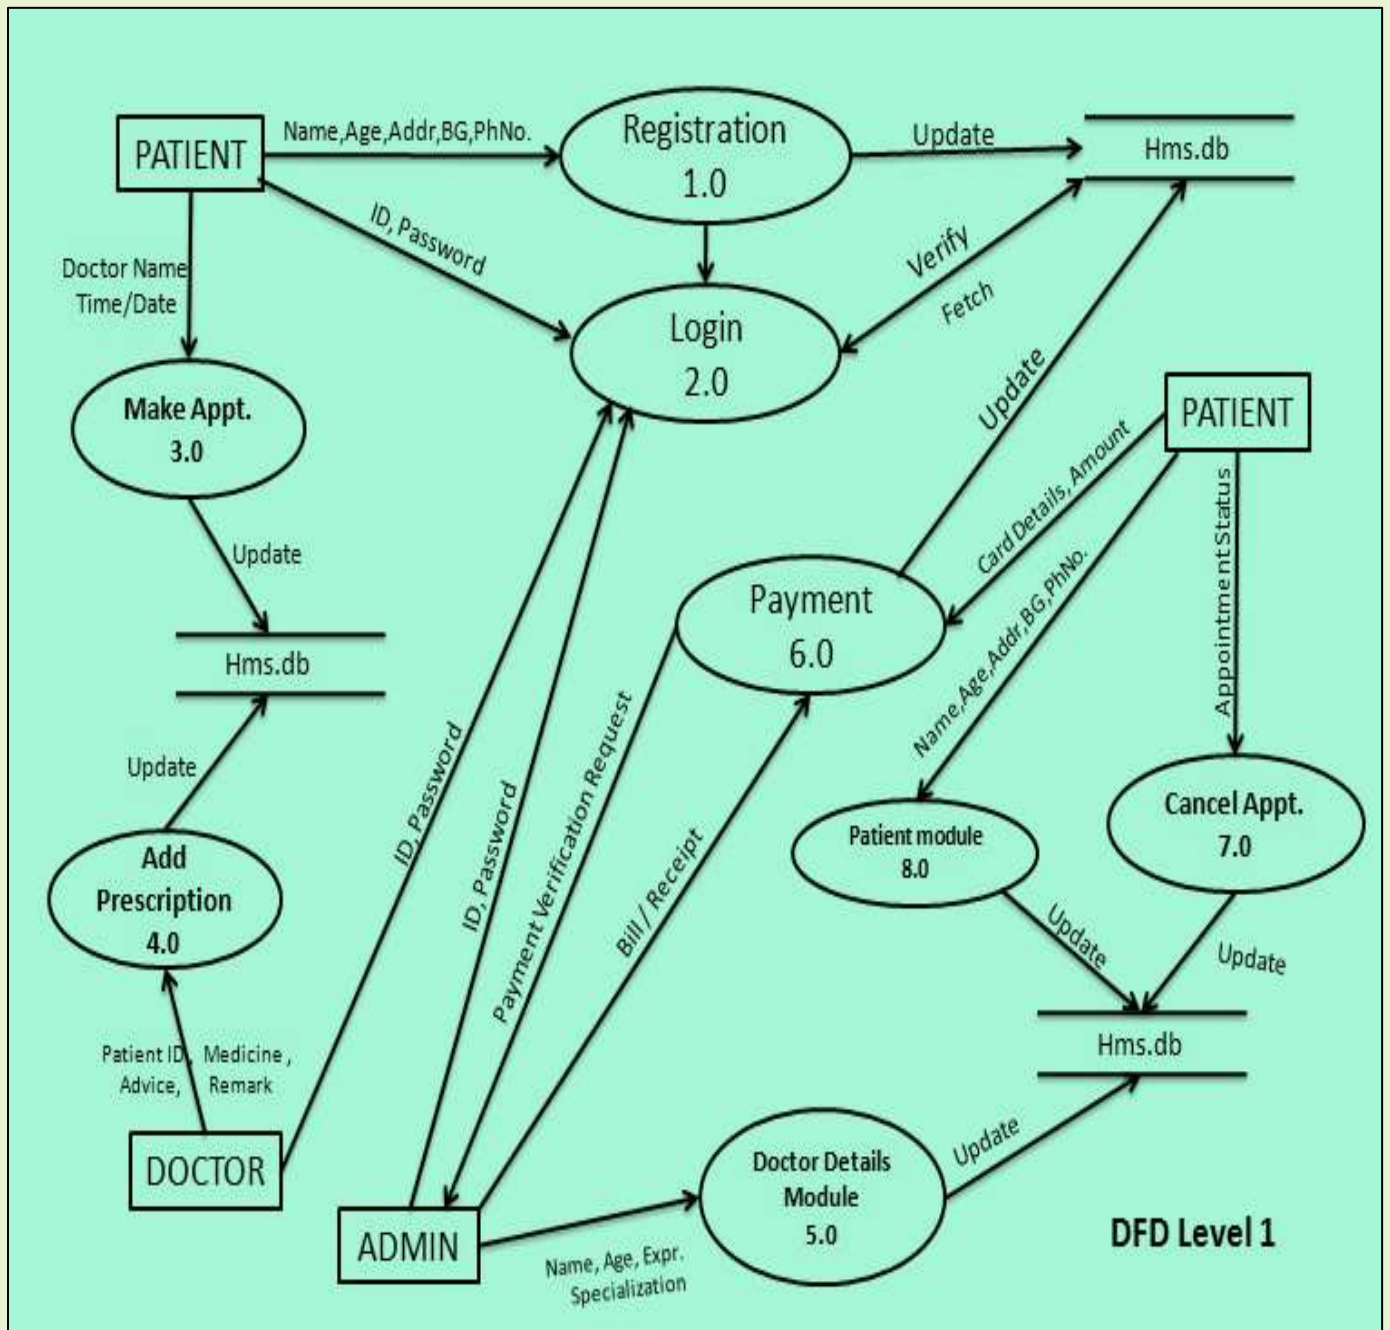 PATIENT
Name,Age,Addr,BG,PhNo.
Registration
1.0
Update
Hms.db
ID, Password
Verify
Fetch
Doctor Name
Time/Date
Login
2.0
Make Appt.
3.0
Update
PATIENT
Card Details, Amount
Name,Age,Addr,BG,PhNo.
AppointmentStatus
Update
Hms.db
Payment
6.0
Update
Add
Prescription
4.0
ID, Password
ID, Password
Payment Verification Request
Bill / Receipt
Patient module
8.0
Cancel Appt.
7.0
Update
Update
Hms.db
Patient ID, Medicine ,
Advice, Remark
DOCTOR
ADMIN
Name, Age, Expr.
Specialization
Doctor Details
Module
5.0
Update
DFD Level 1